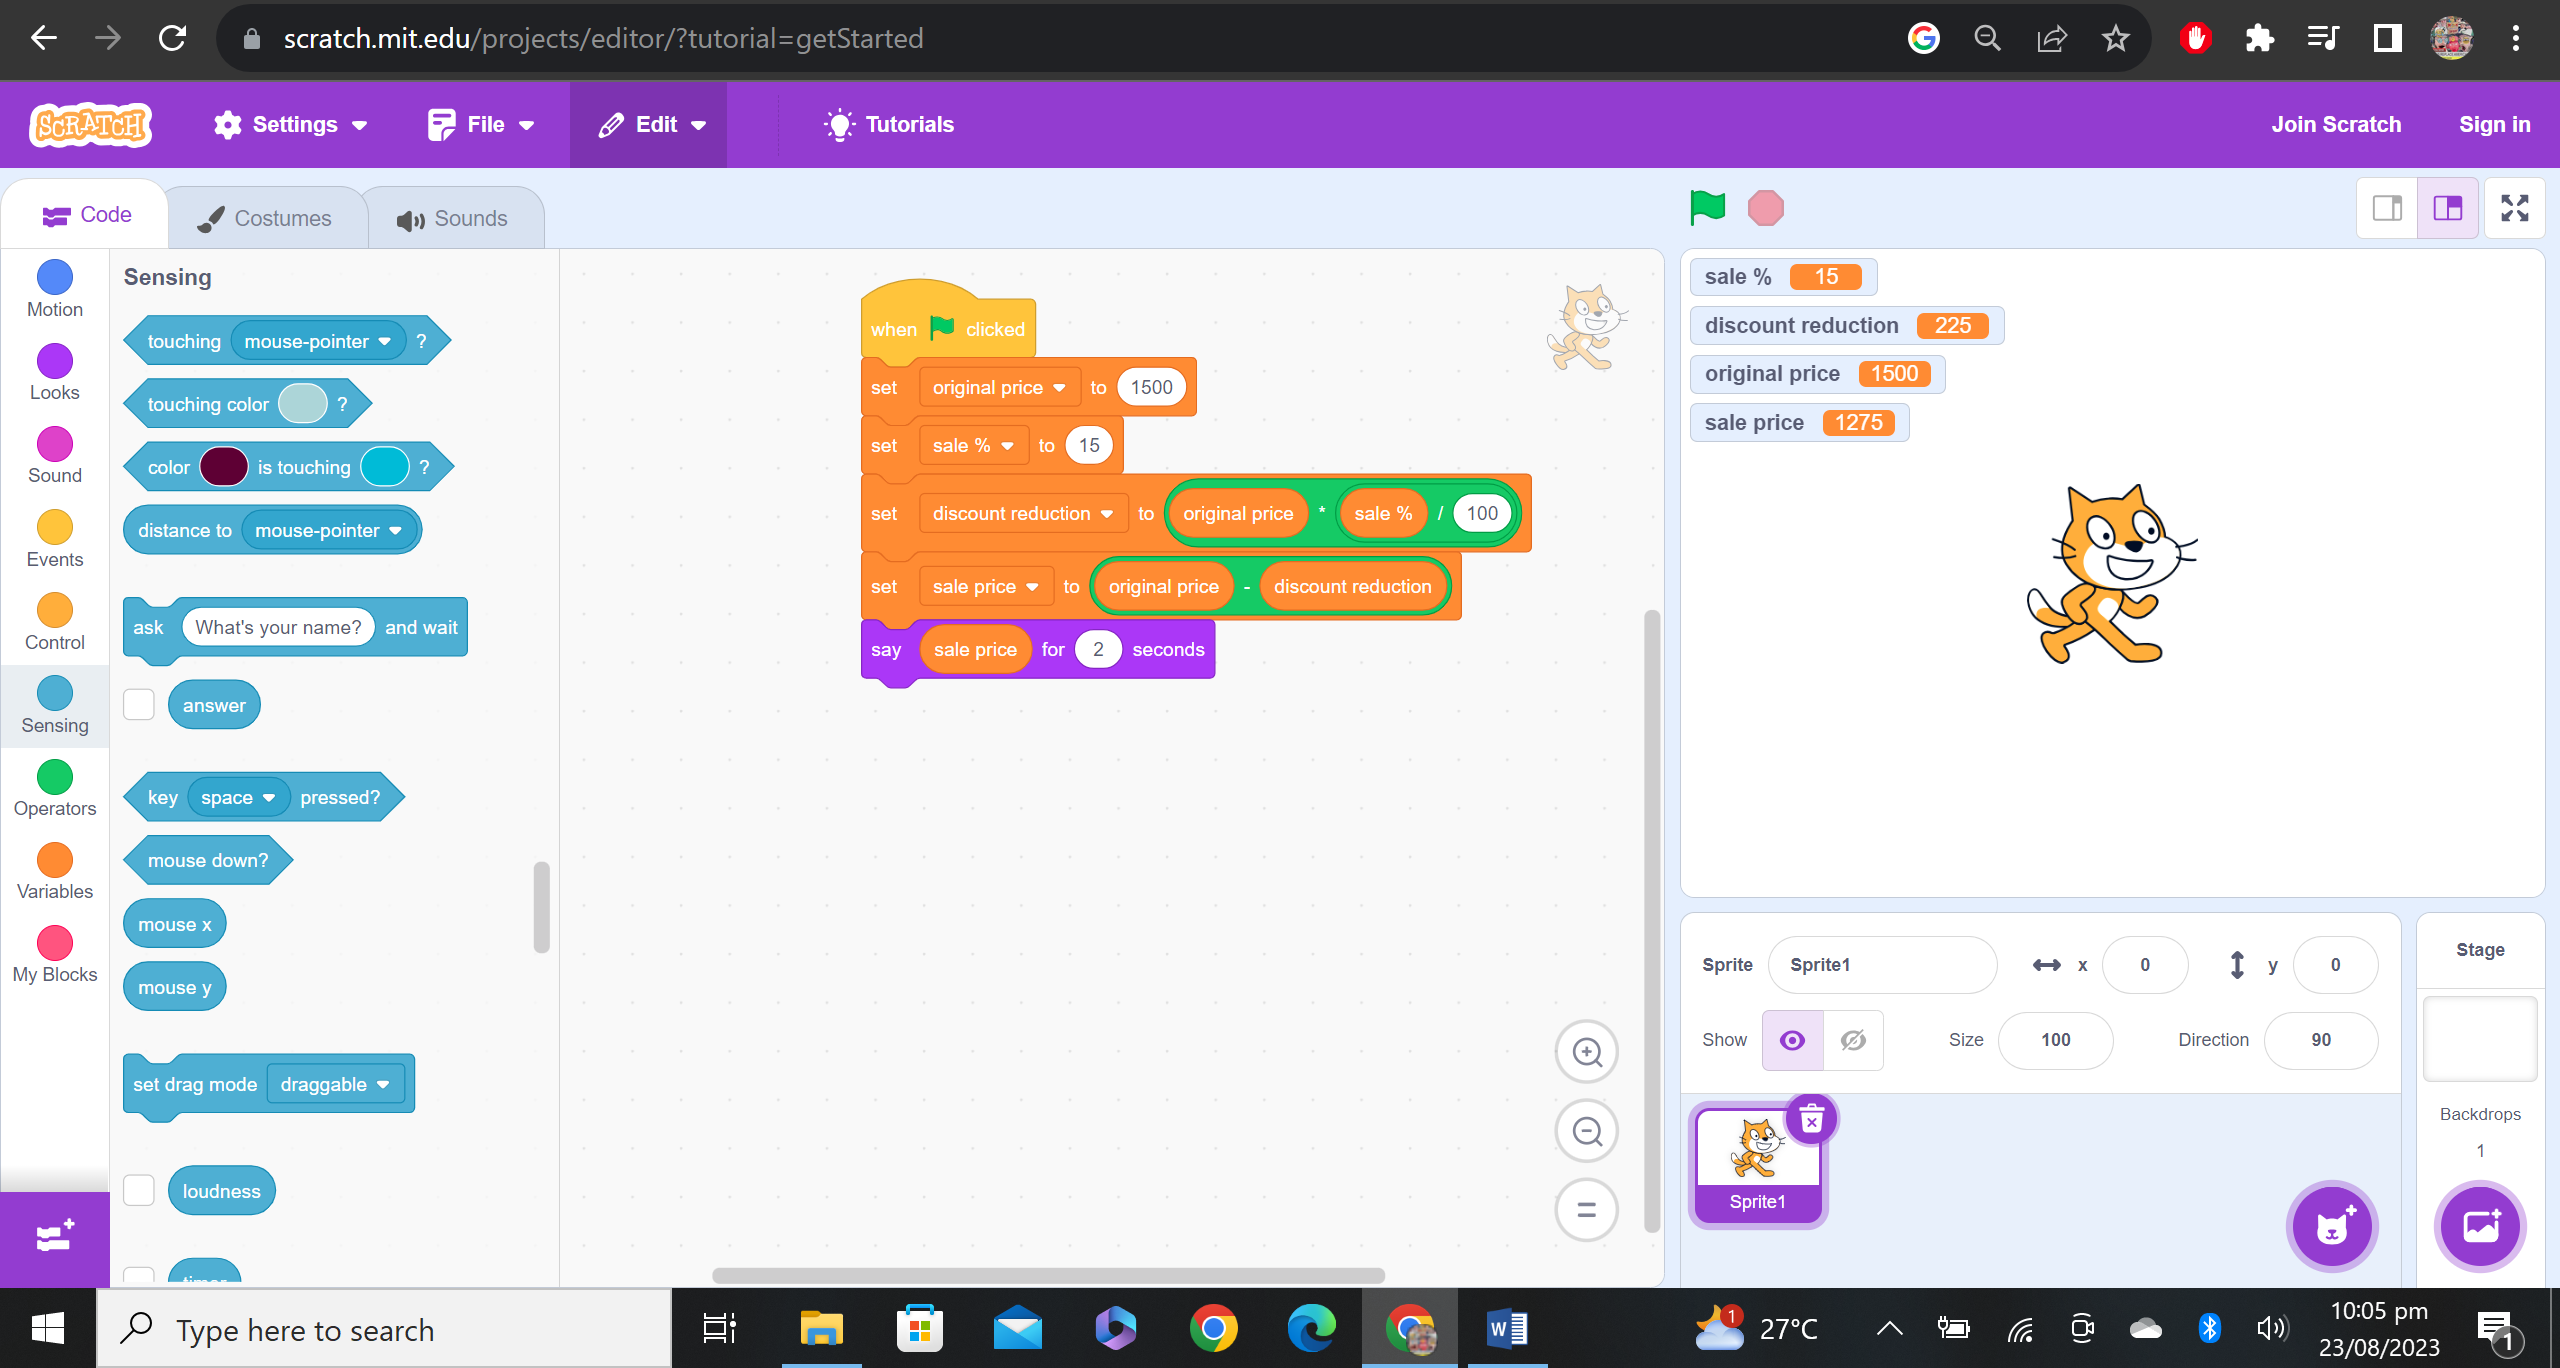 scratch.mit.edu/projects/editor/?tutorial=getStarted
SCRATCH Settings File Edit Tutorials Join Scratch Sign in
Code Costumes Sounds
Motion
Looks
Sound
Events
Control
Sensing
Operators
Variables
My Blocks
Sensing
touching mouse-pointer ?
touching color ?
color is touching ?
distance to mouse-pointer
ask What's your name? and wait
answer
key space pressed?
mouse down?
mouse x
mouse y
set drag mode draggable
loudness
timer
when clicked
set original price to 1500
set sale % to 15
set discount reduction to original price * sale % / 100
set sale price to original price - discount reduction
say sale price for 2 seconds
sale % 15
discount reduction 225
original price 1500
sale price 1275
Sprite Sprite1 x 0 y 0
Show Size 100 Direction 90
Sprite1
Stage
Backdrops
1
Type here to search
W
1
27°C
10:05 pm
23/08/2023
1